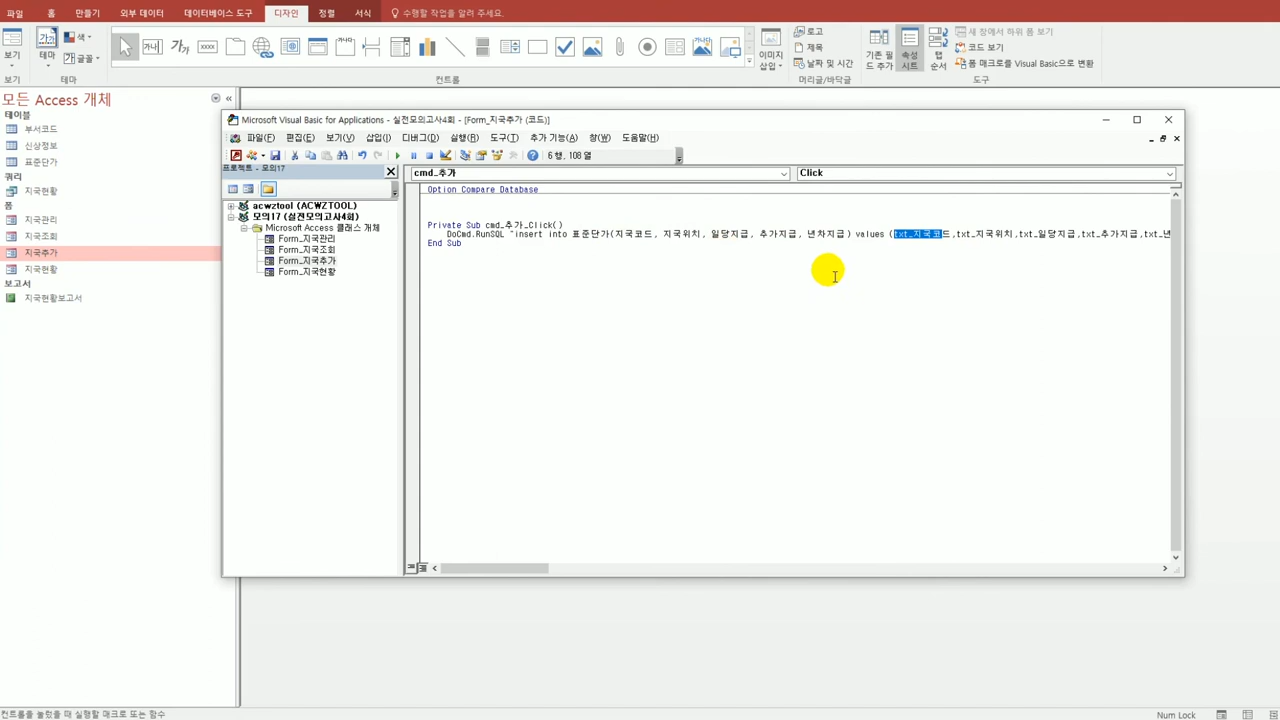 파일 홈 만들기 외부 데이터 데이터베이스 도구 디자인 정렬 서식 수행할 작업을 알려 주세요.
보기
보기
가가
테마
색
가가 글꼴
테마
가나
가가
XXXX
가나다
컨트롤
이미지
삽입
로고
제목
날짜 및 시간
머리글/바닥글
기존 필
드 추가
속성
시트
탭
순서
새 창에서 하위 폼 보기
코드 보기
폼 매크로를 Visual Basic으로 변환
도구
모든 Access 개체
테이블
부서코드
신상정보
표준단가
쿼리
지국현황
폼
지국관리
지국조회
지국추가
지국현황
보고서
지국현황보고서
Microsoft Visual Basic for Applications - 실전모의고사4회 - [Form_지국추가 (코드)]
파일(F) 편집(E) 보기(V) 삽입(I) 디버그(D) 실행(R) 도구(T) 추가 기능(A) 창(W) 도움말(H)
6 행, 108 열
프로젝트 - 모의17
acwztool (ACWZTOOL)
모의17 (실전모의고사4회)
Microsoft Access 클래스 개체
Form_지국관리
Form_지국조회
Form_지국추가
Form_지국현황
cmd_추가 Click
Option Compare Database
Private Sub cmd_추가_Click()
DoCmd.RunSQL "insert into 표준단가(지국코드, 지국위치, 일당지급, 추가지급, 년차지급) values (txt_지국코드,txt_지국위치,txt_일당지급,txt_추가지급,txt_년
End Sub
컨트롤을 눌렀을 때 실행할 매크로 또는 함수
Num Lock